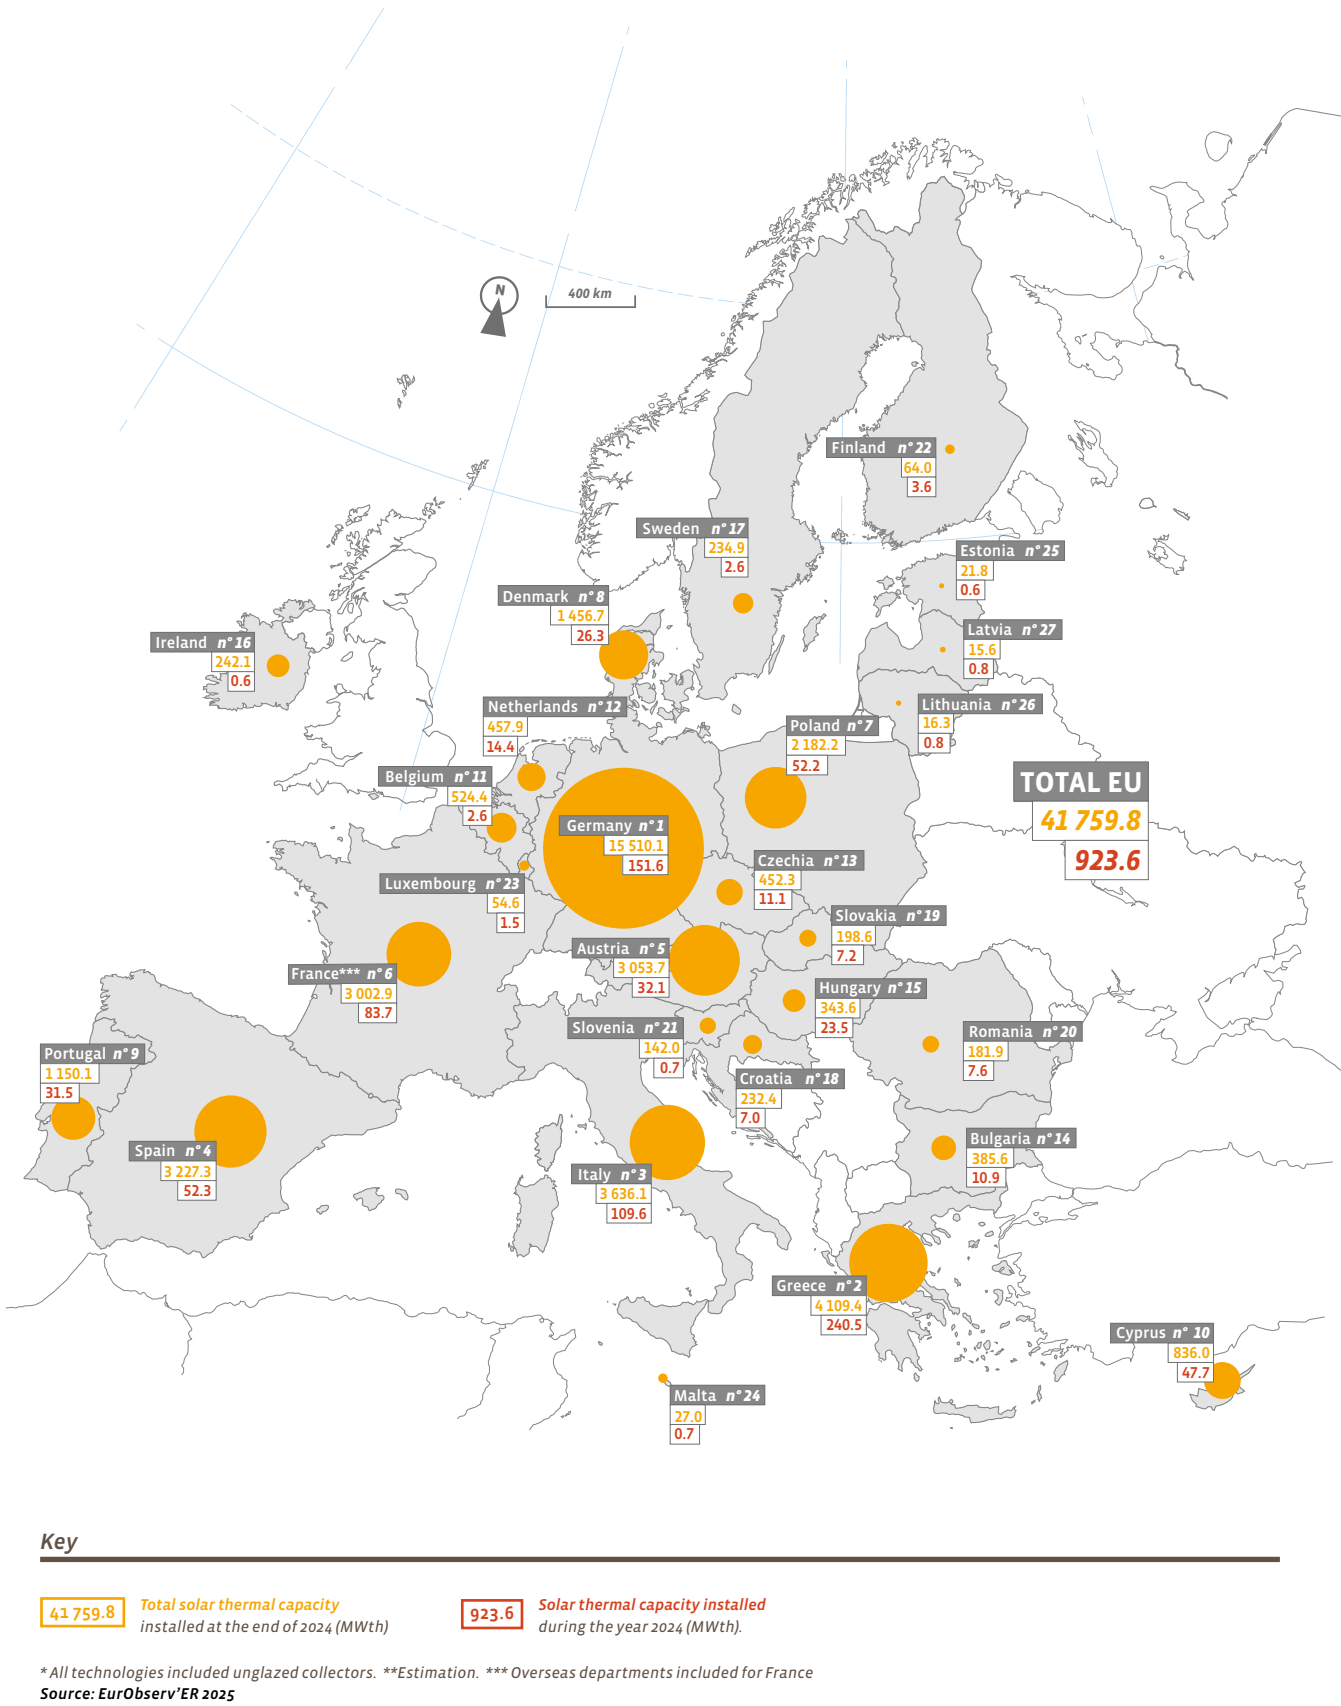 N
400 km
Finland n° 22
64.0
3.6
Sweden n° 17
234.9
2.6
Estonia n° 25
21.8
0.6
Denmark n° 8
1 456.7
26.3
Latvia n° 27
15.6
0.8
Ireland n° 16
242.1
0.6
Lithuania n° 26
16.3
0.8
Netherlands n° 12
457.9
14.4
Poland n° 7
2 182.2
52.2
Belgium n° 11
524.4
2.6
TOTAL EU
41 759.8
923.6
Germany n° 1
15 510.1
151.6
Czechia n° 13
452.3
11.1
Luxembourg n° 23
54.6
1.5
Slovakia n° 19
198.6
7.2
Austria n° 5
3 053.7
32.1
France*** n° 6
3 002.9
83.7
Hungary n° 15
343.6
23.5
Slovenia n° 21
142.0
0.7
Romania n° 20
181.9
7.6
Portugal n° 9
1 150.1
31.5
Croatia n° 18
232.4
7.0
Bulgaria n° 14
385.6
10.9
Spain n° 4
3 227.3
52.3
Italy n° 3
3 636.1
109.6
Greece n° 2
4 109.4
240.5
Cyprus n° 10
836.0
47.7
Malta n° 24
27.0
0.7
Key
41 759.8
Total solar thermal capacity
installed at the end of 2024 (MWth)
923.6
Solar thermal capacity installed
during the year 2024 (MWth).
* All technologies included unglazed collectors. **Estimation. *** Overseas departments included for France
Source: EurObserv'ER 2025